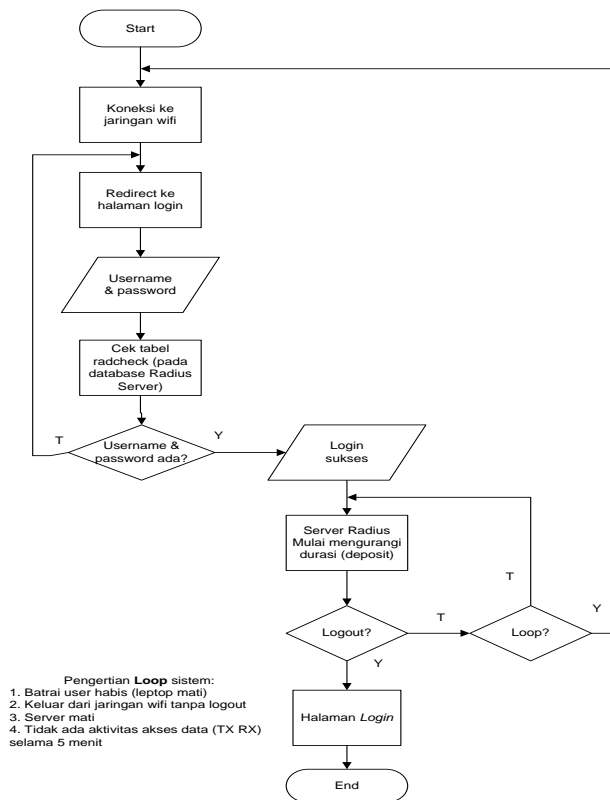 Start
Koneksi ke
jaringan wifi
Redirect ke
halaman login
Username
& password
Cek tabel
radcheck (pada
database Radius
Server)
Username &
password ada?
T
Y
Login
sukses
Server Radius
Mulai mengurangi
durasi (deposit)
Logout?
T
Loop?
T
Y
Y
Halaman Login
End
Pengertian Loop sistem:
1. Batrai user habis (leptop mati)
2. Keluar dari jaringan wifi tanpa logout
3. Server mati
4. Tidak ada aktivitas akses data (TX RX)
selama 5 menit